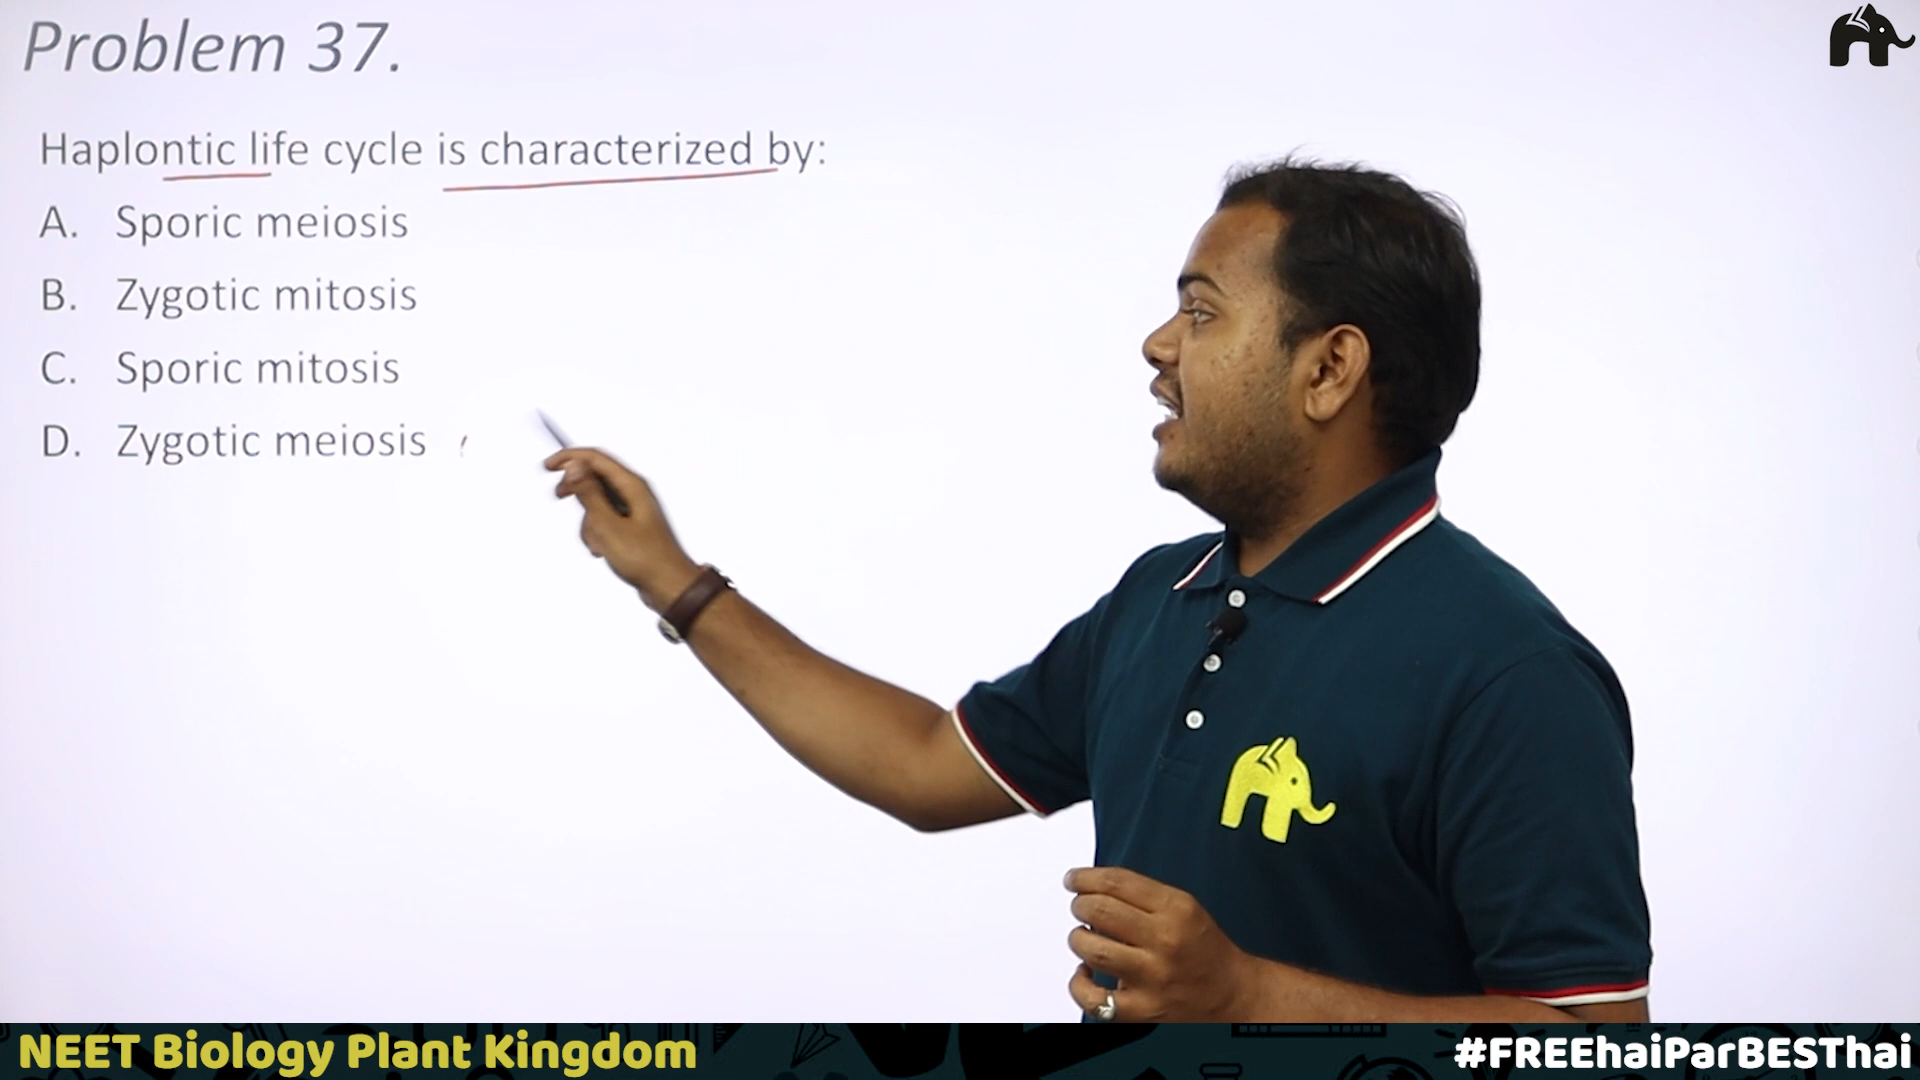 Problem 37.
Haplontic life cycle is characterized by:
A. Sporic meiosis
B. Zygotic mitosis
C. Sporic mitosis
D. Zygotic meiosis
NEET Biology Plant Kingdom
#FREEhaiParBESThai